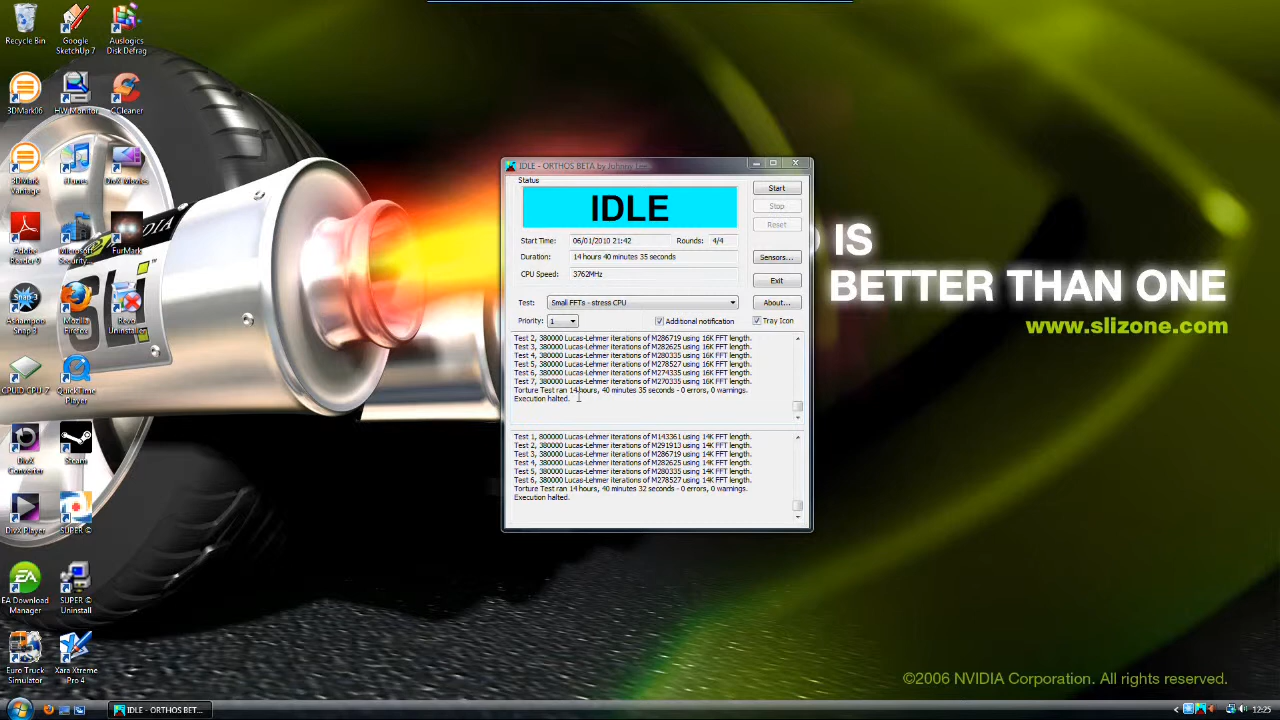 Recycle Bin
Google SketchUp 7
Auslogics Disk Defrag
3DMark06
HW Monitor
CCleaner
3DMark Vantage
iTunes
DivX Movies
Adobe Reader 9
Microsoft Security...
FurMark
Ashampoo Snap 3
Mozilla Firefox
Revo Uninstaller
CPUID CPU-Z
QuickTime Player
DivX Converter
Steam
DivX Player
SUPER ©
EA Download Manager
SUPER © Uninstall
Euro Truck Simulator
Xara Xtreme Pro 4
IDLE - ORTHOS BETA by Johnny Lee
Status
IDLE
Start
Stop
Reset
Start Time: 06/01/2010 21:42 Rounds: 4/4
Duration: 14 hours 40 minutes 35 seconds
Sensors...
CPU Speed: 3762MHz
Exit
Test: Small FFTs - stress CPU
About...
Priority: 1
Additional notification
Tray Icon
Test 2, 380000 Lucas-Lehmer iterations of M286719 using 16K FFT length.
Test 3, 380000 Lucas-Lehmer iterations of M282625 using 16K FFT length.
Test 4, 380000 Lucas-Lehmer iterations of M280335 using 16K FFT length.
Test 5, 380000 Lucas-Lehmer iterations of M278527 using 16K FFT length.
Test 6, 380000 Lucas-Lehmer iterations of M274335 using 16K FFT length.
Test 7, 380000 Lucas-Lehmer iterations of M270335 using 16K FFT length.
Torture Test ran 14 hours, 40 minutes 35 seconds - 0 errors, 0 warnings.
Execution halted.
Test 1, 800000 Lucas-Lehmer iterations of M143361 using 14K FFT length.
Test 2, 380000 Lucas-Lehmer iterations of M291913 using 14K FFT length.
Test 3, 380000 Lucas-Lehmer iterations of M286719 using 14K FFT length.
Test 4, 380000 Lucas-Lehmer iterations of M282625 using 14K FFT length.
Test 5, 380000 Lucas-Lehmer iterations of M280335 using 14K FFT length.
Test 6, 380000 Lucas-Lehmer iterations of M278527 using 14K FFT length.
Torture Test ran 14 hours, 40 minutes 32 seconds - 0 errors, 0 warnings.
Execution halted.
IS
BETTER THAN ONE
www.slizone.com
©2006 NVIDIA Corporation. All rights reserved.
IDLE - ORTHOS BET...
12:25